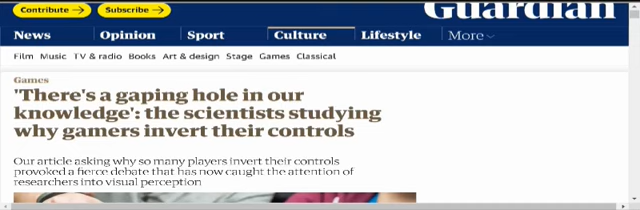 Contribute → Subscribe →
Guardian
News Opinion Sport Culture Lifestyle More
Film Music TV & radio Books Art & design Stage Games Classical
Games
'There's a gaping hole in our
knowledge': the scientists studying
why gamers invert their controls
Our article asking why so many players invert their controls
provoked a fierce debate that has now caught the attention of
researchers into visual perception